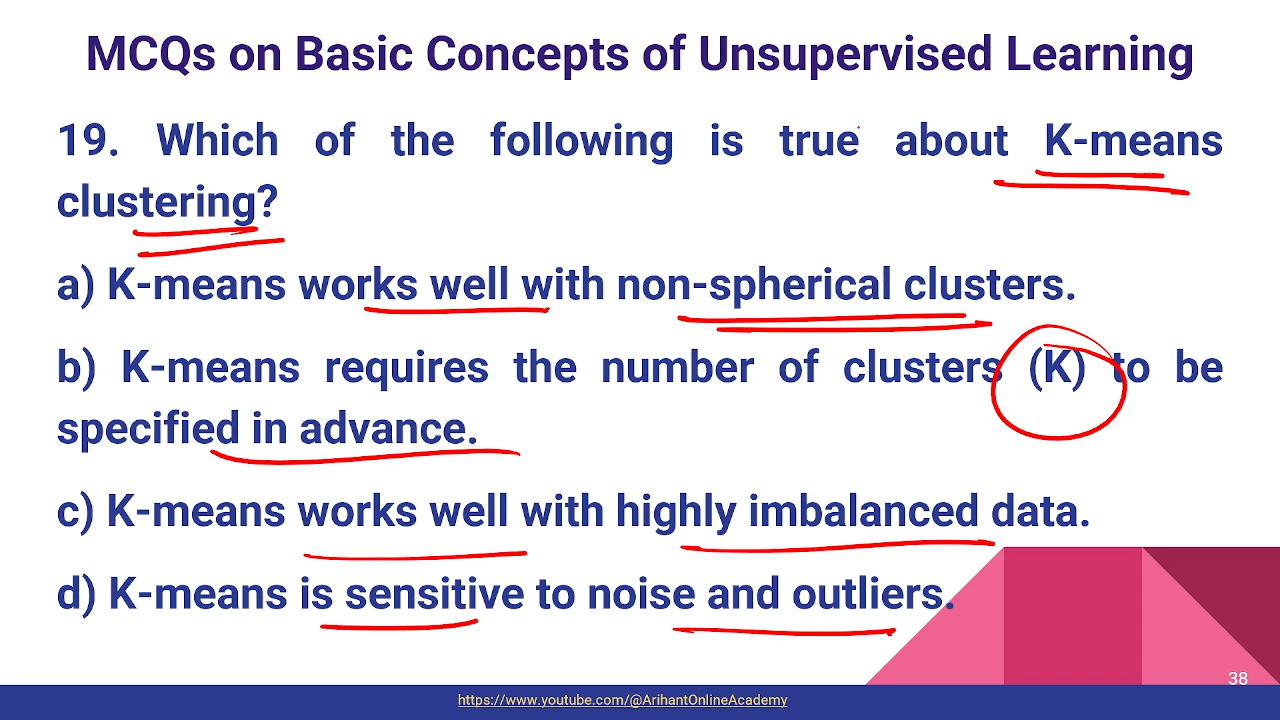 MCQs on Basic Concepts of Unsupervised Learning
19. Which of the following is true about K-means
clustering?
a) K-means works well with non-spherical clusters.
b) K-means requires the number of clusters (K) to be
specified in advance.
c) K-means works well with highly imbalanced data.
d) K-means is sensitive to noise and outliers.
38
https://www.youtube.com/@ArihantOnlineAcademy